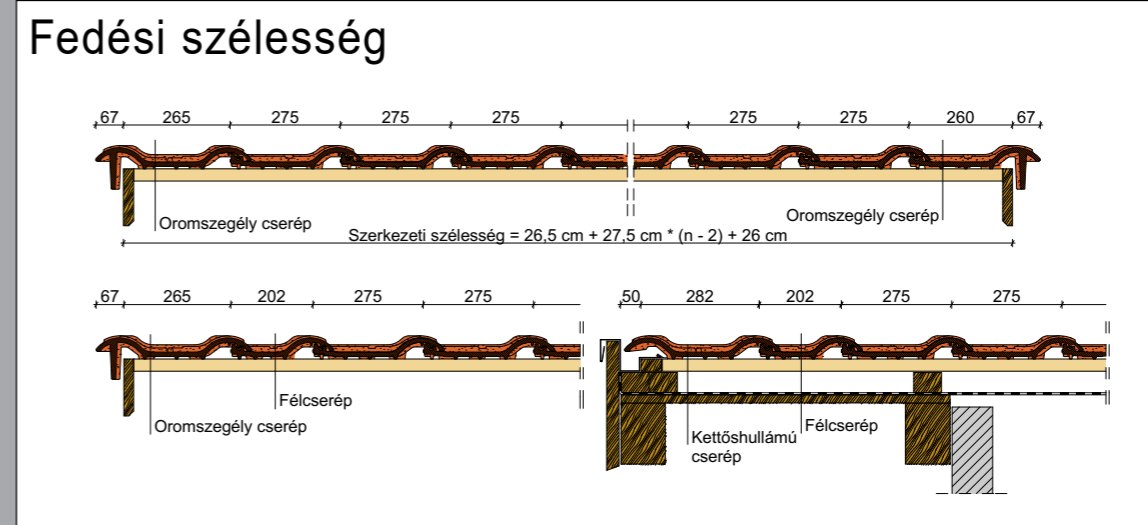 Fedési szélesség
67 265 275 275 275 275 275 260 67
Oromszegély cserép
Oromszegély cserép
Szerkezeti szélesség = 26,5 cm + 27,5 cm * (n - 2) + 26 cm
67 265 202 275 275
50 282 202 275 275
Félcserép
Oromszegély cserép
Félcserép
Kettőshullámú
cserép